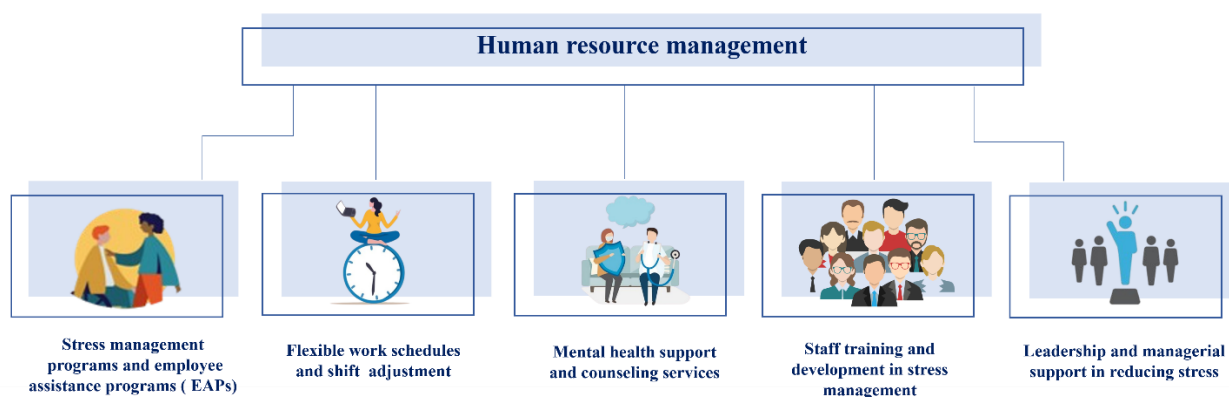 Human resource management
Stress management
programs and employee
assistance programs ( EAPs)
Flexible work schedules
and shift adjustment
Mental health support
and counseling services
Staff training and
development in stress
management
Leadership and managerial
support in reducing stress